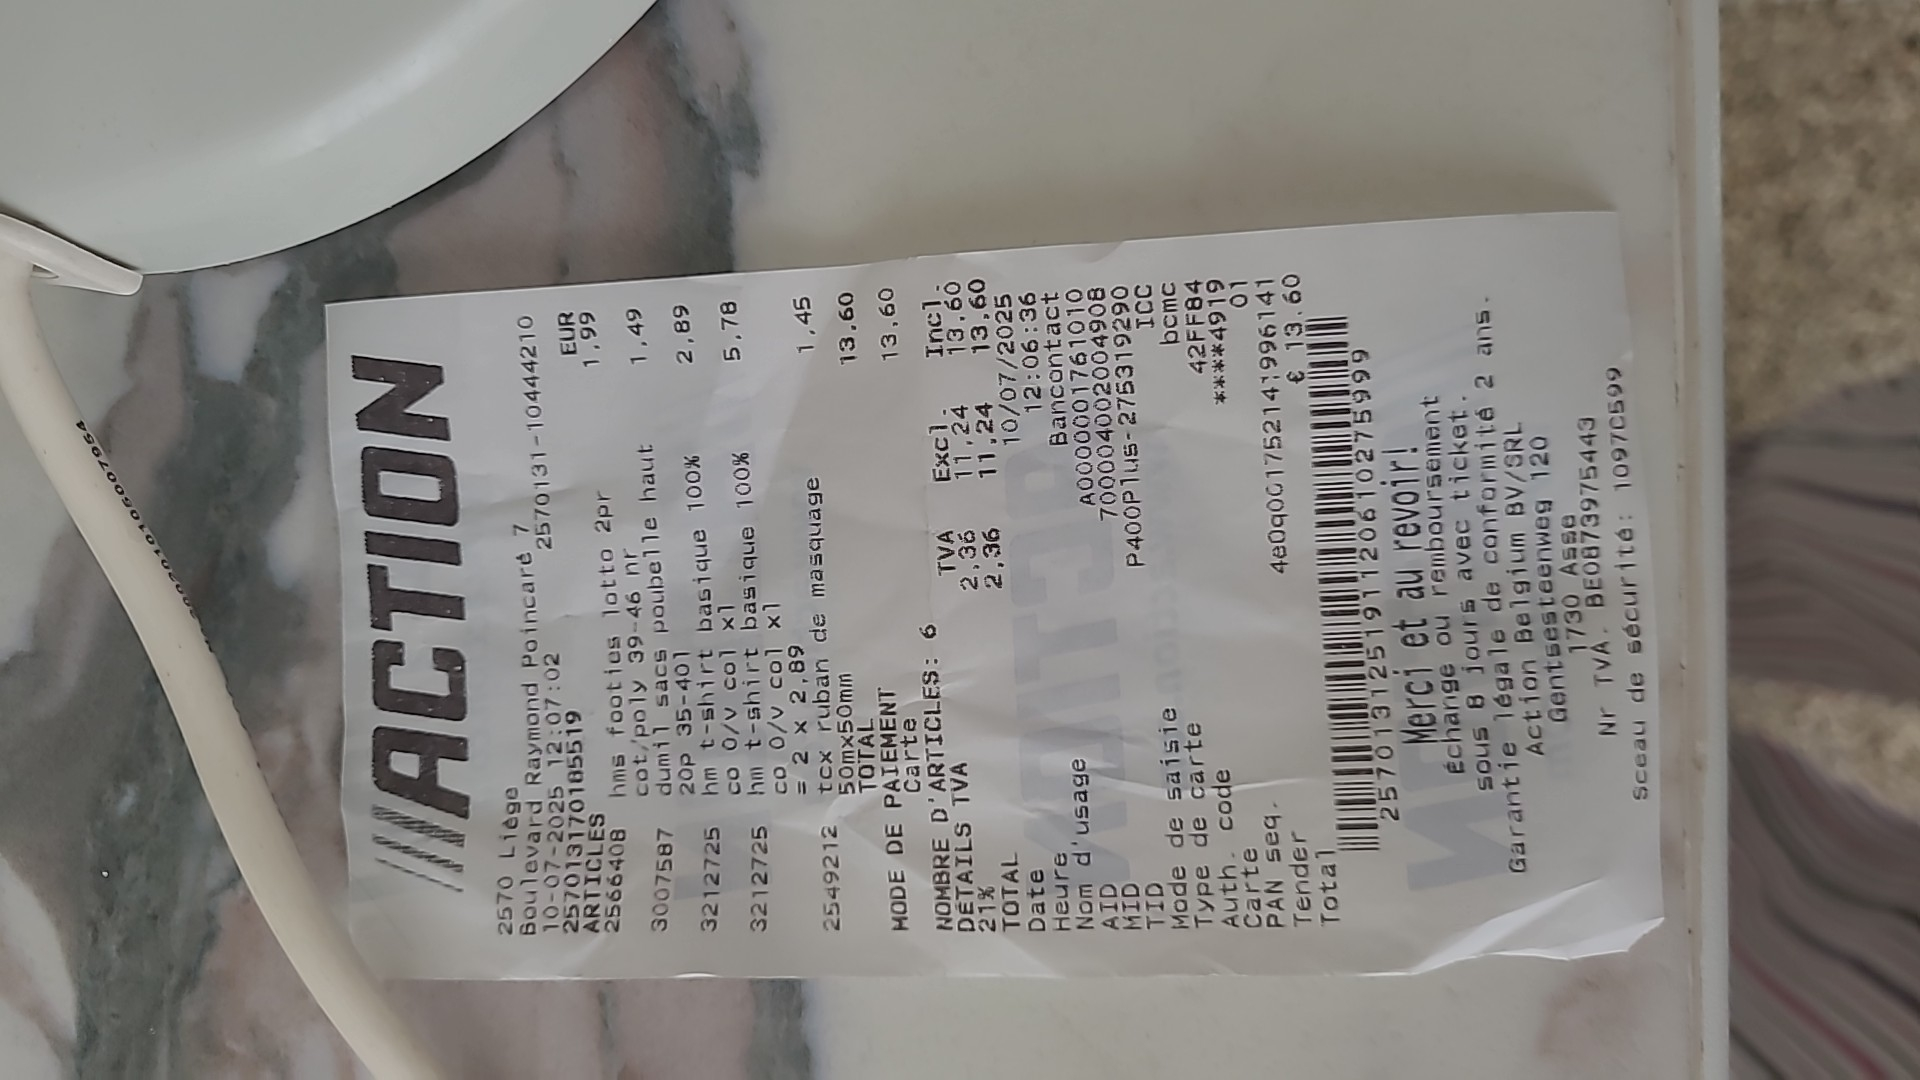 ACTION
2570 Liège
Boulevard Raymond Poincaré 7
10-07-2025 12:07:02 2570131-10444210
2570131701B5519
ARTICLES EUR
2566408 hms footies lotto 2pr 1,99
cot/poly 39-46 nr
3007587 dumil sacs poubelle haut 1,49
20p 35-401
3212725 hm t-shirt basique 100% 2,89
co O/V col x1
3212725 hm t-shirt basique 100% 5,78
co O/V col x1
= 2 x 2,89
2549212 tcx ruban de masquage 1,45
50mx50mm
TOTAL 13,60
MODE DE PAIEMENT
Carte 13,60
NOMBRE D'ARTICLES: 6
DÉTAILS TVA TVA Excl. Incl.
21% 2,36 11,24 13,60
TOTAL 2,36 11,24 13,60
Date 10/07/2025
Heure 12:06:36
Nom d'usage Bancontact
AID A0000001761010
MID 700004002004908
TID P400Plus-275319290
Mode de saisie ICC
Type de carte bcmc
Auth. code 42FFB4
Carte ****4919
PAN seq. 01
Tender
Total € 13.60
Merci et au revoir!
Échange ou remboursement
sous 8 jours avec ticket.
Garantie légale de conformité 2 ans.
Action Belgium BV/SRL
Gentsesteenweg 120
1730 Asse
Nr TVA. BE0873975443
sceau de sécurité: 1097C599